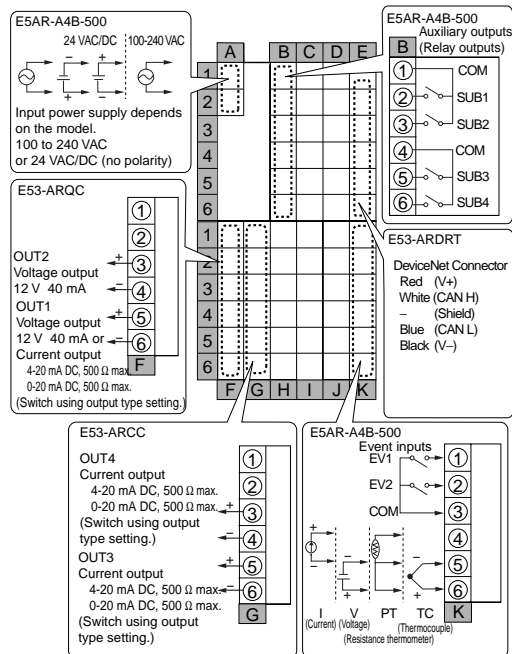 E5AR-A4B-500
24 VAC/DC 100-240 VAC
+ − + −
Input power supply depends
on the model.
100 to 240 VAC
or 24 VAC/DC (no polarity)
A B C D E
1
2
3
4
5
6
1
2
3
4
5
6
F G H I J K
E5AR-A4B-500
Auxiliary outputs
(Relay outputs)
B
1 COM
2 SUB1
3 SUB2
4 COM
5 SUB3
6 SUB4
E53-ARQC
1
2
3
4
5
6
F
OUT2 +
Voltage output
12 V 40 mA −
OUT1
Voltage output +
12 V 40 mA or −
Current output
4-20 mA DC, 500 Ω max.
0-20 mA DC, 500 Ω max.
(Switch using output type setting.)
E53-ARDRT
DeviceNet Connector
Red (V+)
White (CAN H)
– (Shield)
Blue (CAN L)
Black (V–)
E53-ARCC
OUT4
Current output
4-20 mA DC, 500 Ω max.
0-20 mA DC, 500 Ω max. +
(Switch using output
type setting.) −
OUT3
Current output +
4-20 mA DC, 500 Ω max. −
0-20 mA DC, 500 Ω max.
(Switch using output
type setting.)
1
2
3
4
5
6
G
E5AR-A4B-500
Event inputs
EV1 1
EV2 2
COM 3
4
5
6
K
+ − − + − +
I V PT TC
(Current) (Voltage) (Thermocouple)
(Resistance thermometer)